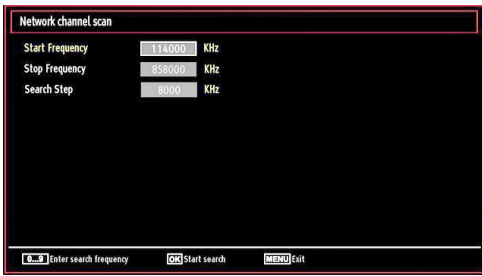 Network channel scan
Start Frequency 114000 KHz
Stop Frequency 858000 KHz
Search Step 8000 KHz
0...9 Enter search frequency OK Start search MENU Exit